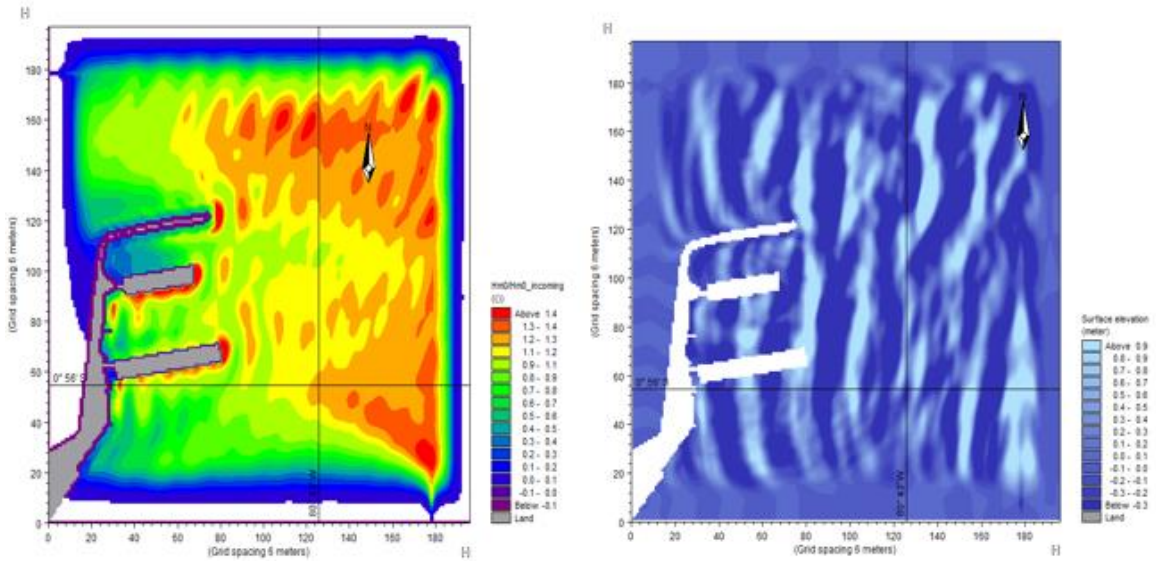 [-]
180
160
140
120
100
80
60
40
20
0
(Grid spacing 6 meters)
N
0° 56'S
0 20 40 60 80 100 120 140 160 180
(Grid spacing 6 meters)
[-]
Hm0/Hm0_incoming
[()]
Above 1.4
1.3 - 1.4
1.2 - 1.3
1.1 - 1.2
0.9 - 1.1
0.8 - 0.9
0.7 - 0.8
0.6 - 0.7
0.5 - 0.6
0.4 - 0.5
0.3 - 0.4
0.2 - 0.3
0.1 - 0.2
0.0 - 0.1
-0.1 - 0.0
Below -0.1
Land
[-]
180
160
140
120
100
80
60
40
20
0
(Grid spacing 6 meters)
N
0° 56'S
80° 43'W
0 20 40 60 80 100 120 140 160 180
(Grid spacing 6 meters)
[-]
Surface elevation
(meter)
Above 0.9
0.8 - 0.9
0.6 - 0.8
0.5 - 0.6
0.4 - 0.5
0.3 - 0.4
0.2 - 0.3
0.1 - 0.2
0.0 - 0.1
-0.1 - 0.0
-0.2 - -0.1
-0.3 - -0.2
Below -0.3
Land